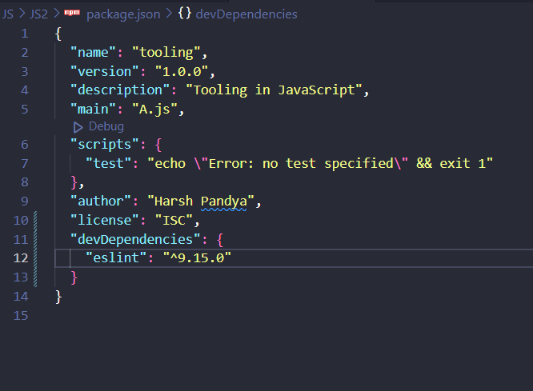 JS > JS2 > npm package.json > {} devDependencies
1 {
2 "name": "tooling",
3 "version": "1.0.0",
4 "description": "Tooling in JavaScript",
5 "main": "A.js",
Debug
6 "scripts": {
7 "test": "echo \"Error: no test specified\" && exit 1"
8 },
9 "author": "Harsh Pandya",
10 "license": "ISC",
11 "devDependencies": {
12 "eslint": "^9.15.0"
13 }
14 }
15